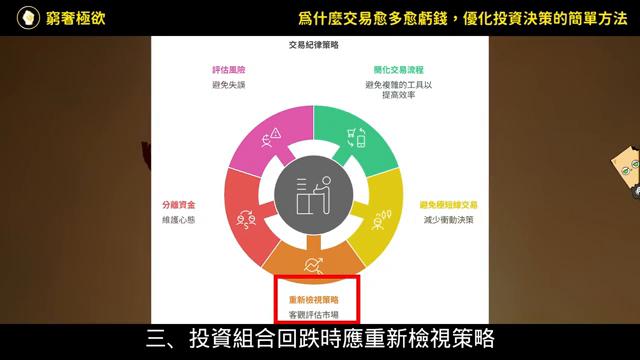 窮奢極欲
為什麼交易愈多愈虧錢，優化投資決策的簡單方法
交易紀律策略
評估風險
避免失誤
簡化交易流程
避免複雜的工具以
提高效率
分離資金
維護心態
避免極短線交易
減少衝動決策
重新檢視策略
客觀評估市場
三、投資組合回跌時應重新檢視策略